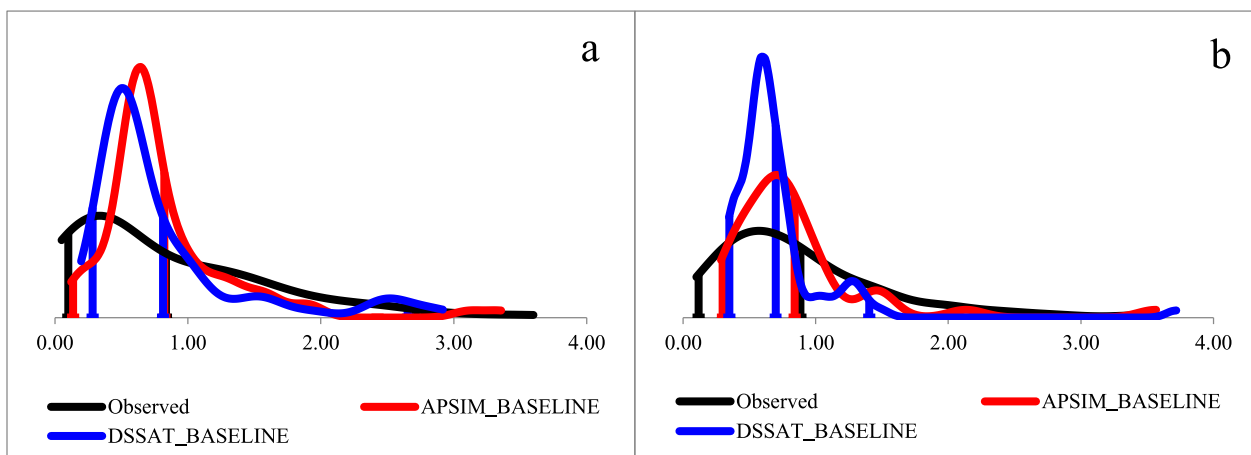 a
0.00 1.00 2.00 3.00 4.00
Observed APSIM_BASELINE
DSSAT_BASELINE
b
0.00 1.00 2.00 3.00 4.00
Observed APSIM_BASELINE
DSSAT_BASELINE